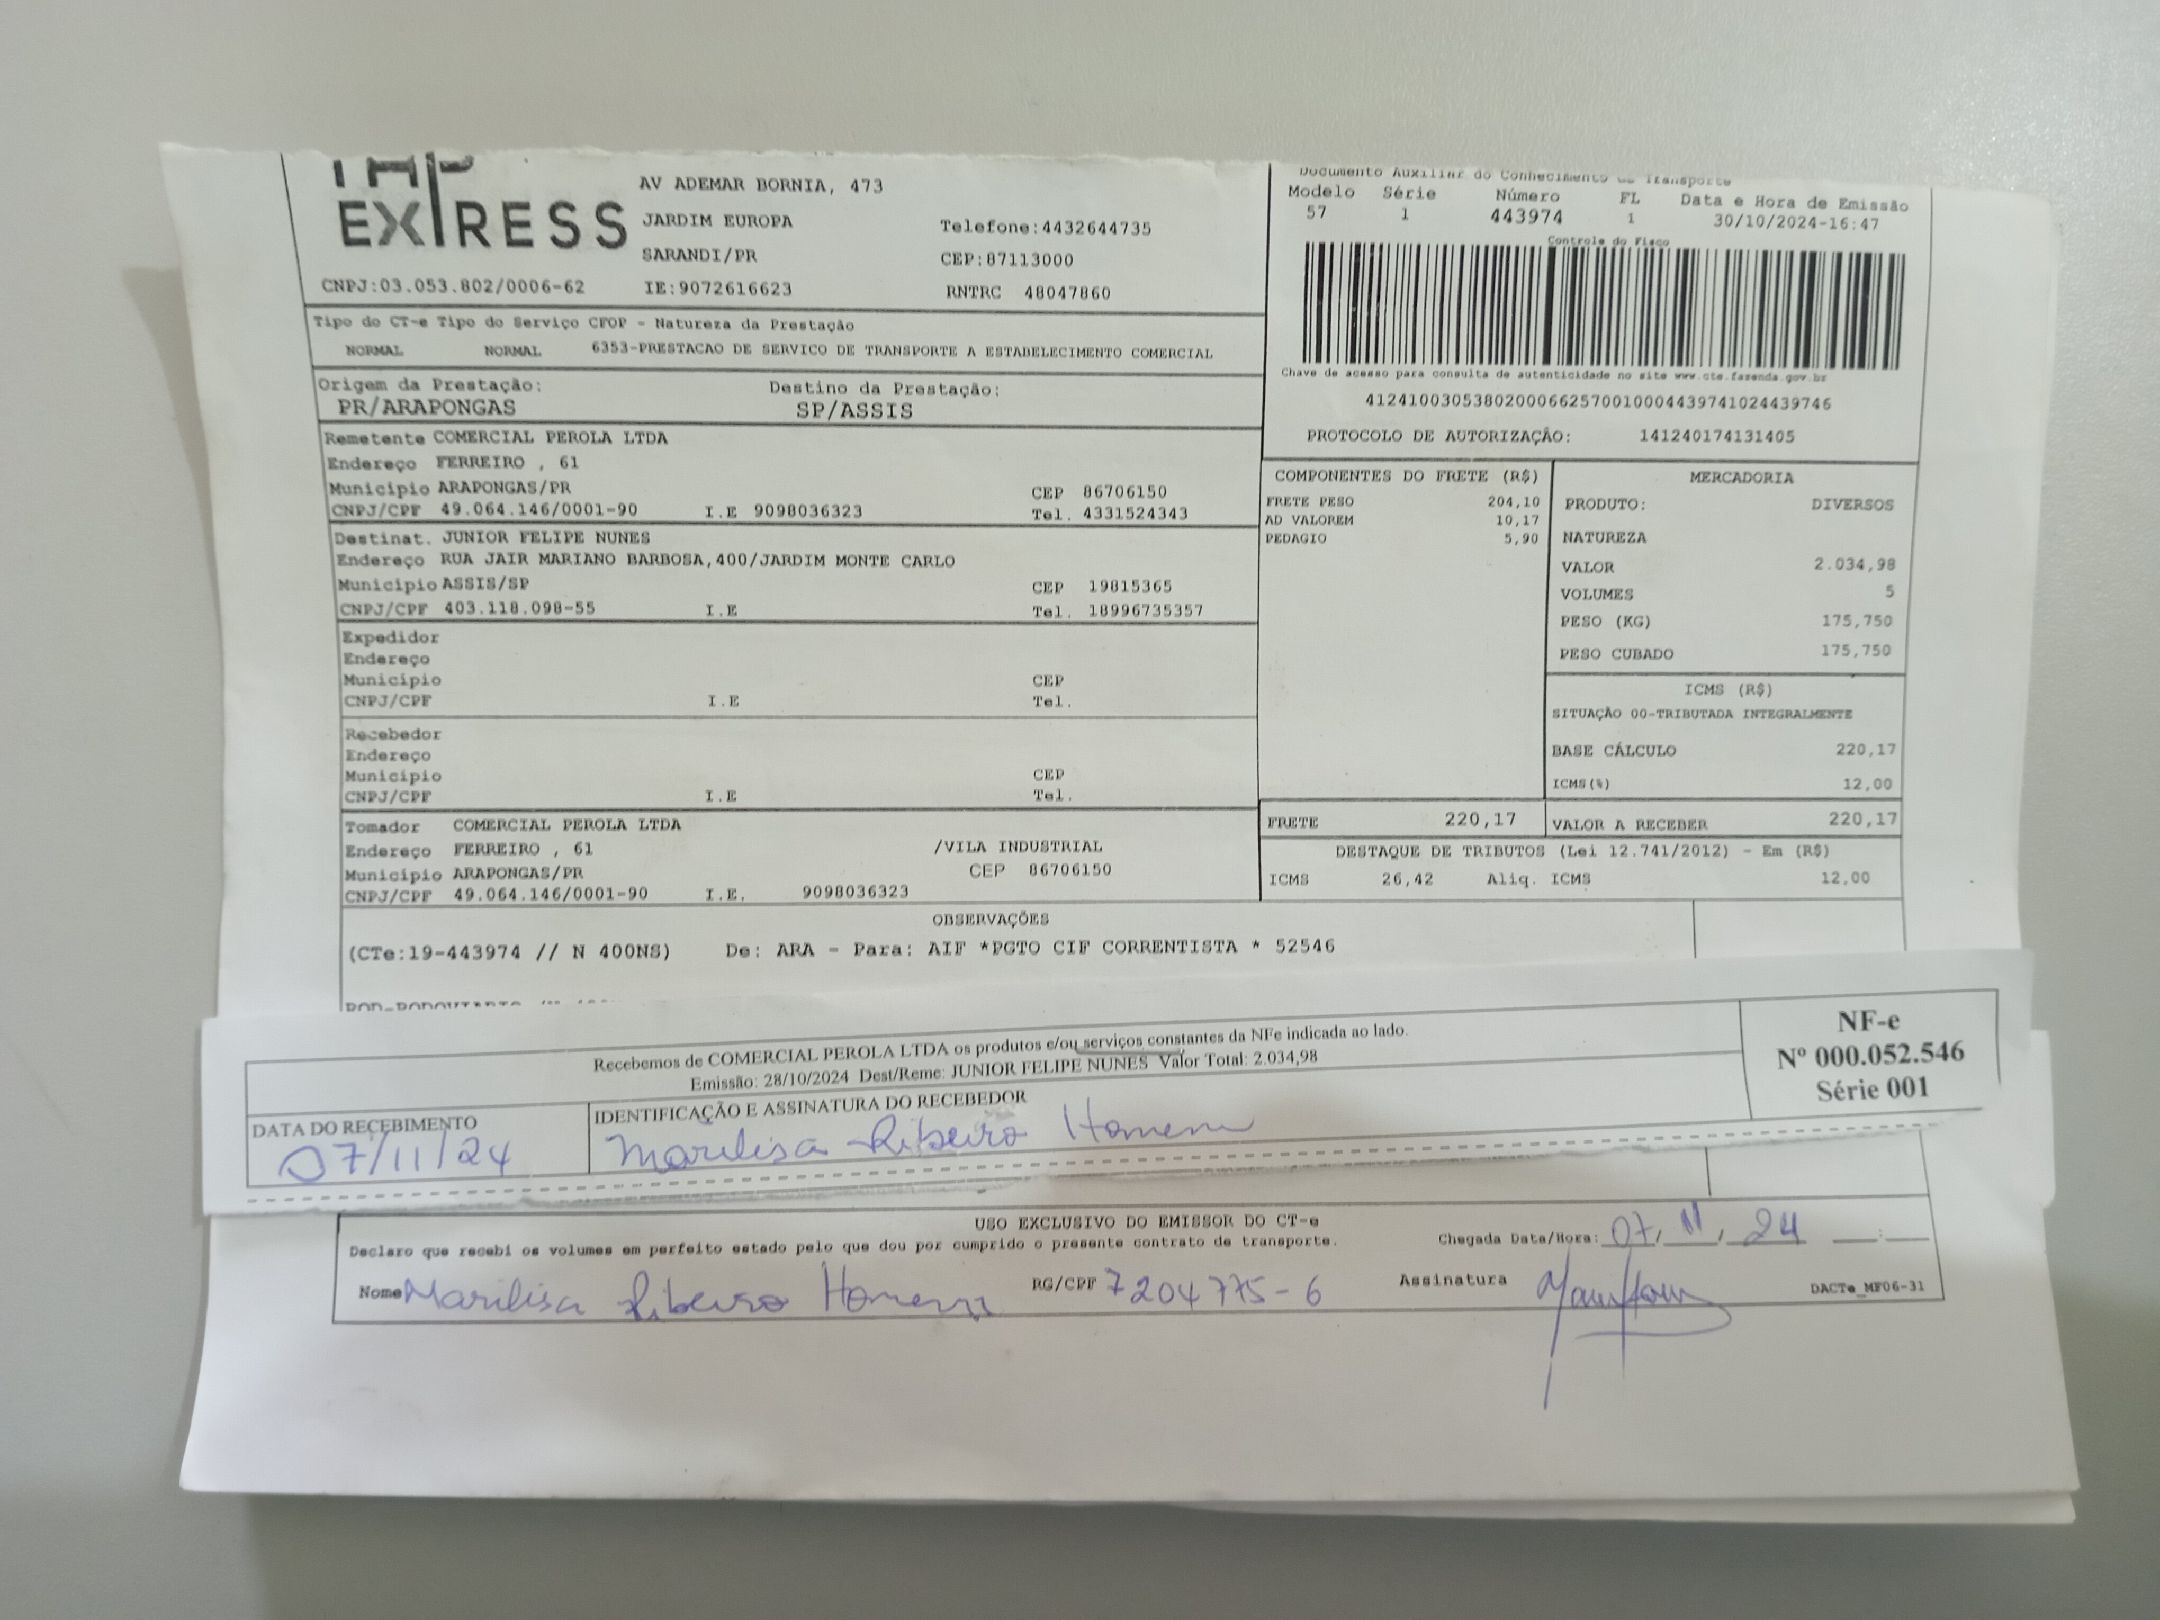 EXPRESS
AV ADEMAR BORNIA, 473
JARDIM EUROPA
Telefone:4432644735
SARANDI/PR
CEP:87113000
CNPJ:03.053.802/0006-62
IE:9072616623
RNTRC 48047860
Documento Auxiliar do Conhecimento de Transporte
Modelo Série Número FL Data e Hora de Emissão
57 1 443974 1 30/10/2024-16:47
Controle do Fisco
Chave de acesso para consulta de autenticidade no site www.cte.fazenda.gov.br
41241003053802000662570010004439741024439746
PROTOCOLO DE AUTORIZAÇÃO: 141240174131405
Tipo do CT-e Tipo do Serviço CFOP - Natureza da Prestação
NORMAL NORMAL 6353-PRESTACAO DE SERVICO DE TRANSPORTE A ESTABELECIMENTO COMERCIAL
Origem da Prestação: Destino da Prestação:
PR/ARAPONGAS SP/ASSIS
Remetente COMERCIAL PEROLA LTDA
Endereço FERREIRO , 61
Município ARAPONGAS/PR CEP 86706150
CNPJ/CPF 49.064.146/0001-90 I.E 9098036323 Tel. 4331524343
Destinat. JUNIOR FELIPE NUNES
Endereço RUA JAIR MARIANO BARBOSA,400/JARDIM MONTE CARLO
Município ASSIS/SP CEP 19815365
CNPJ/CPF 403.118.098-55 I.E Tel. 18996735357
Expedidor
Endereço
Município CEP
CNPJ/CPF I.E Tel.
Recebedor
Endereço
Município CEP
CNPJ/CPF I.E Tel.
Tomador COMERCIAL PEROLA LTDA
Endereço FERREIRO , 61 /VILA INDUSTRIAL
Município ARAPONGAS/PR CEP 86706150
CNPJ/CPF 49.064.146/0001-90 I.E. 9098036323
COMPONENTES DO FRETE (R$)
FRETE PESO 204,10
AD VALOREM 10,17
PEDAGIO 5,90
MERCADORIA
PRODUTO: DIVERSOS
NATUREZA
VALOR 2.034,98
VOLUMES 5
PESO (KG) 175,750
PESO CUBADO 175,750
ICMS (R$)
SITUAÇÃO 00-TRIBUTADA INTEGRALMENTE
BASE CÁLCULO 220,17
ICMS(%) 12,00
FRETE 220,17 VALOR A RECEBER 220,17
DESTAQUE DE TRIBUTOS (Lei 12.741/2012) - Em (R$)
ICMS 26,42 Aliq. ICMS 12,00
OBSERVAÇÕES
(CTe:19-443974 // N 400NS) De: ARA - Para: AIF *PGTO CIF CORRENTISTA * 52546
Recebemos de COMERCIAL PEROLA LTDA os produtos e/ou serviços constantes da NFe indicada ao lado.
Emissão: 28/10/2024 Dest/Reme: JUNIOR FELIPE NUNES Valor Total: 2.034,98
NF-e
Nº 000.052.546
Série 001
DATA DO RECEBIMENTO
07/11/24
IDENTIFICAÇÃO E ASSINATURA DO RECEBEDOR
Marilisa Ribeiro Homem
USO EXCLUSIVO DO EMISSOR DO CT-e
Declaro que recebi os volumes em perfeito estado pelo que dou por cumprido o presente contrato de transporte.
Chegada Data/Hora: 07/11/24 :
Nome Marilisa Ribeiro Homem RG/CPF 7204775-6 Assinatura
DACTe_MF06-31